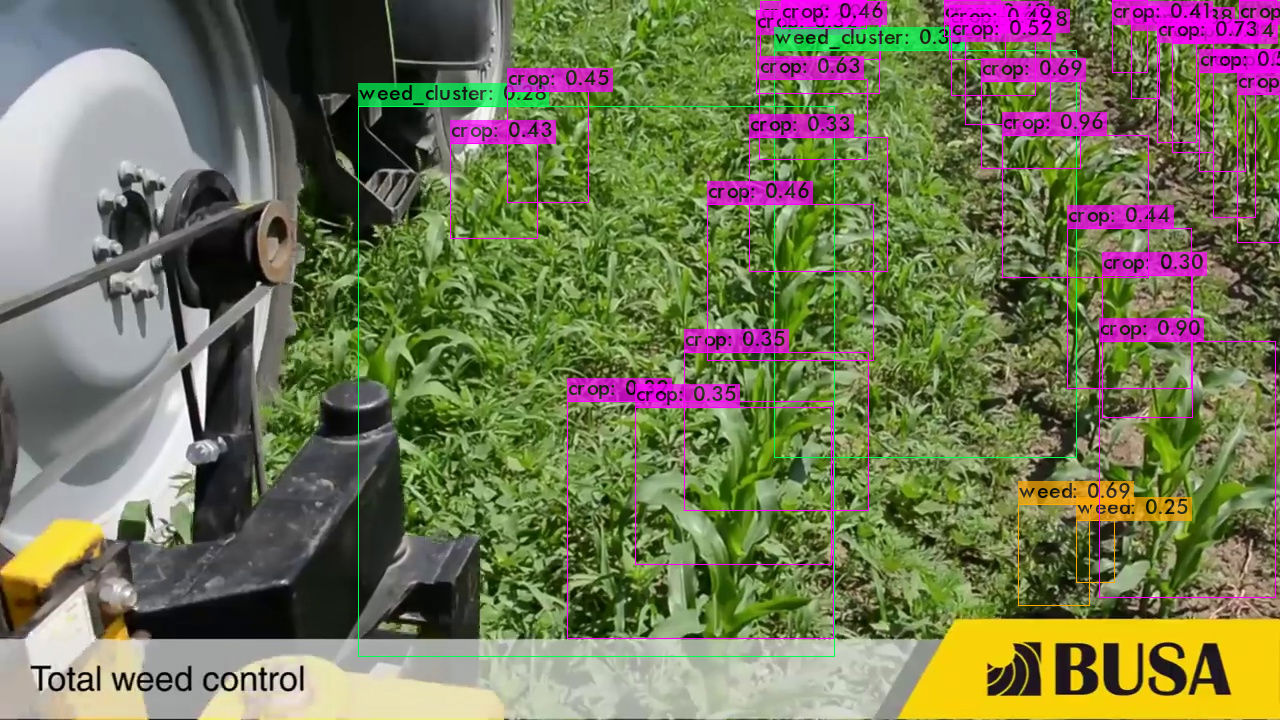 crop: 0.46
crop: 0.41
crop: 0.52
crop: 0.73
weed_cluster: 0.3
crop: 0.63
crop: 0.69
crop: 0.45
weed_cluster: 0.28
crop: 0.43
crop: 0.33
crop: 0.96
crop: 0.46
crop: 0.44
crop: 0.30
crop: 0.90
crop: 0.35
crop: 0.35
weed: 0.69
weed: 0.25
Total weed control
BUSA